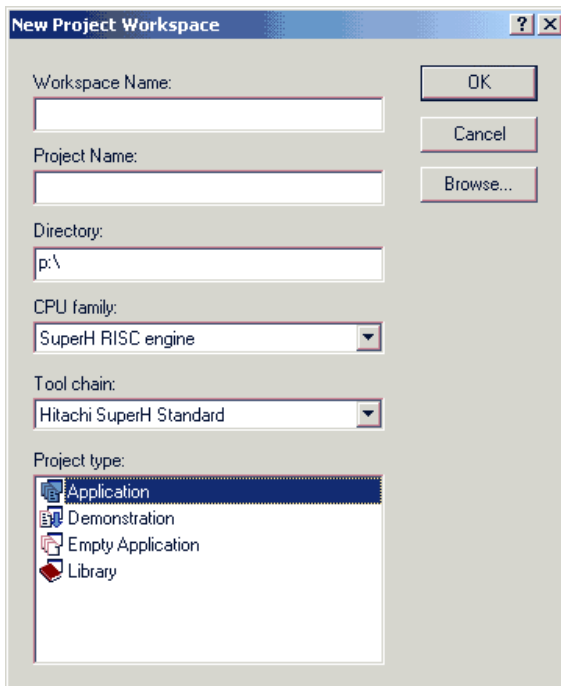 New Project Workspace
Workspace Name:
OK
Cancel
Project Name:
Browse...
Directory:
p:\
CPU family:
SuperH RISC engine
Tool chain:
Hitachi SuperH Standard
Project type:
Application
Demonstration
Empty Application
Library